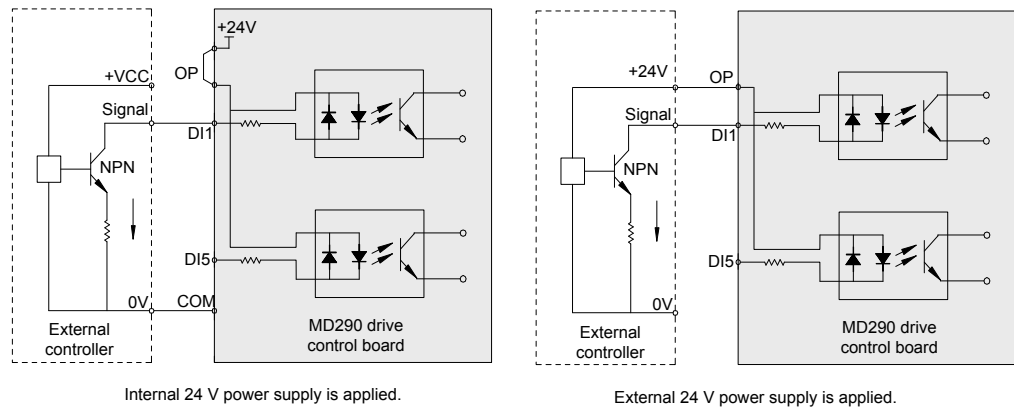 +24V
OP
+VCC
Signal
DI1
NPN
DI5
0V
COM
External
controller
MD290 drive
control board
Internal 24 V power supply is applied.
+24V
OP
Signal
DI1
NPN
DI5
0V
External
controller
MD290 drive
control board
External 24 V power supply is applied.